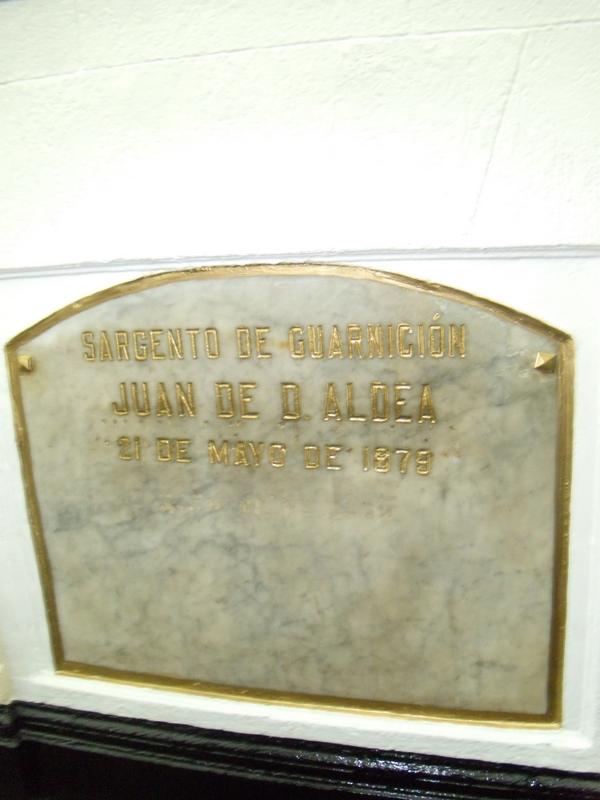 SARGENTO DE GUARNICIÓN
JUAN DE D. ALDEA
21 DE MAYO DE 1879